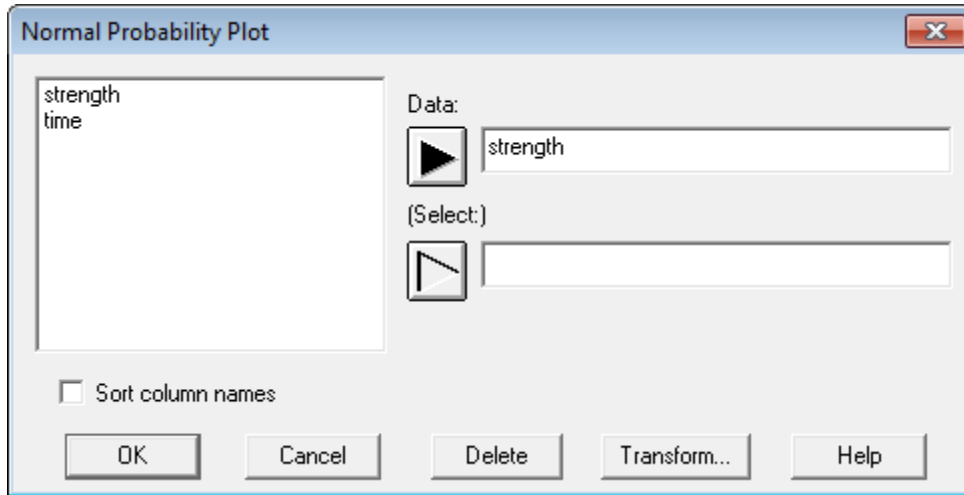 Normal Probability Plot
strength
time
Data:
strength
(Select:)
Sort column names
OK
Cancel
Delete
Transform...
Help